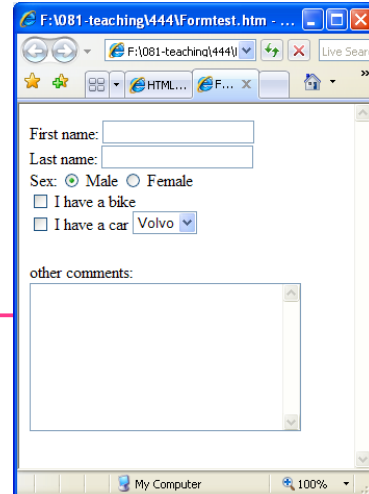 F:\081-teaching\444\Formtest.htm - ...
F:\081-teaching\444\
Live Sear
HTML...
F...
X
»
First name:
Last name:
Sex: Male Female
I have a bike
I have a car Volvo
other comments:
My Computer
100%